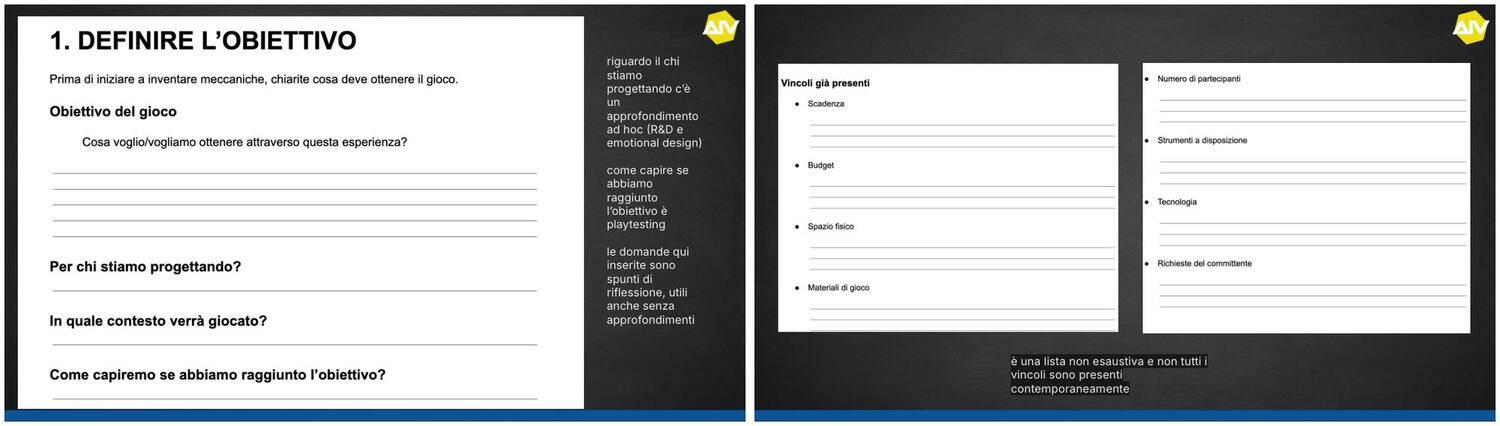 1. DEFINIRE L'OBIETTIVO
Prima di iniziare a inventare meccaniche, chiarite cosa deve ottenere il gioco.
Obiettivo del gioco
Cosa voglio/vogliamo ottenere attraverso questa esperienza?
Per chi stiamo progettando?
In quale contesto verrà giocato?
Come capiremo se abbiamo raggiunto l'obiettivo?
riguardo il chi
stiamo
progettando c'è
un
approfondimento
ad hoc (R&D e
emotional design)
come capire se
abbiamo
raggiunto
l'obiettivo è
playtesting
le domande qui
inserite sono
spunti di
riflessione, utili
anche senza
approfondimenti
AIV
Vincoli già presenti
• Scadenza
• Budget
• Spazio fisico
• Materiali di gioco
• Numero di partecipanti
• Strumenti a disposizione
• Tecnologia
• Richieste del committente
è una lista non esaustiva e non tutti i
vincoli sono presenti
contemporaneamente
AIV